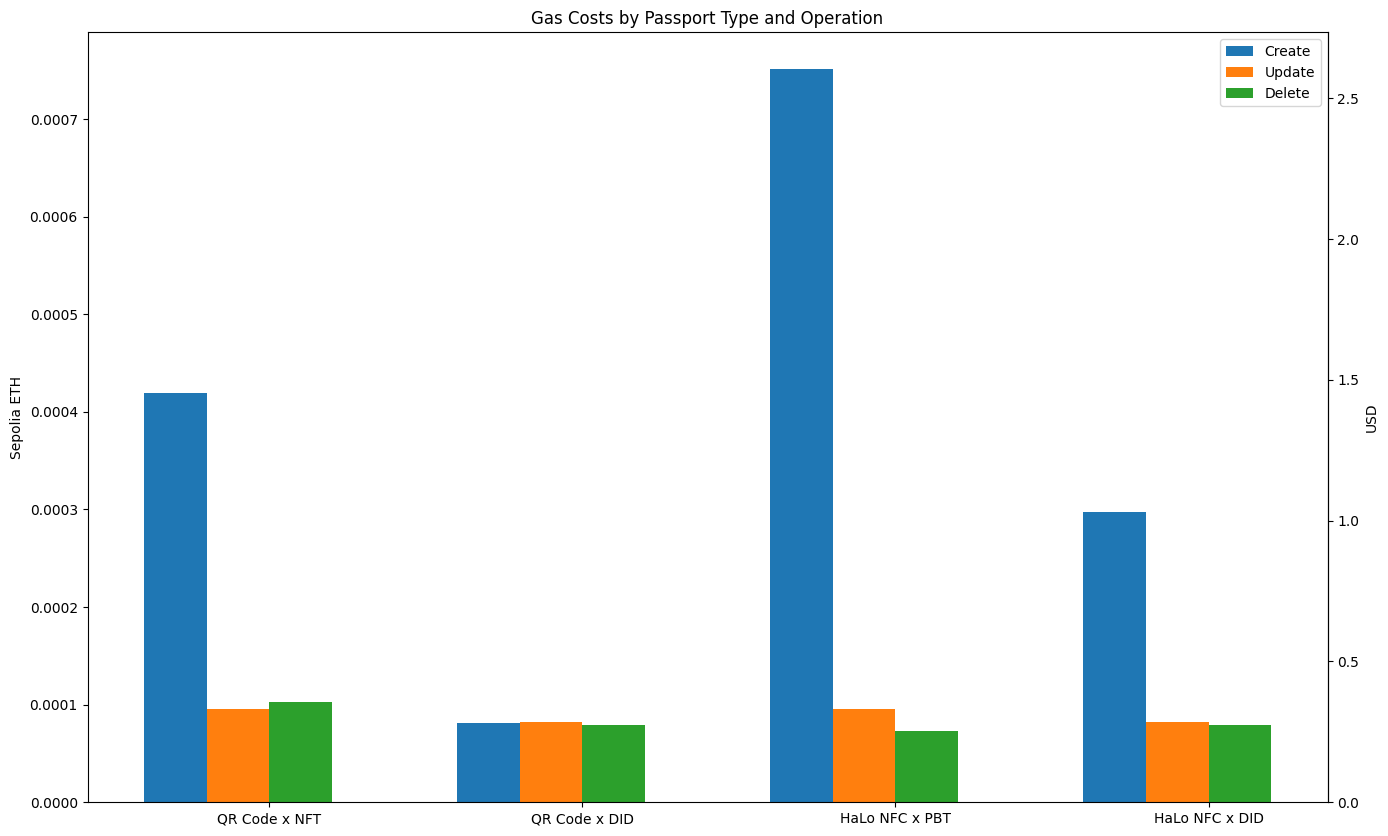 Gas Costs by Passport Type and Operation
Create
Update
Delete
Sepolia ETH
0.0007
0.0006
0.0005
0.0004
0.0003
0.0002
0.0001
0.0000
2.5
2.0
1.5
1.0
0.5
0.0
USD
QR Code x NFT
QR Code x DID
HaLo NFC x PBT
HaLo NFC x DID